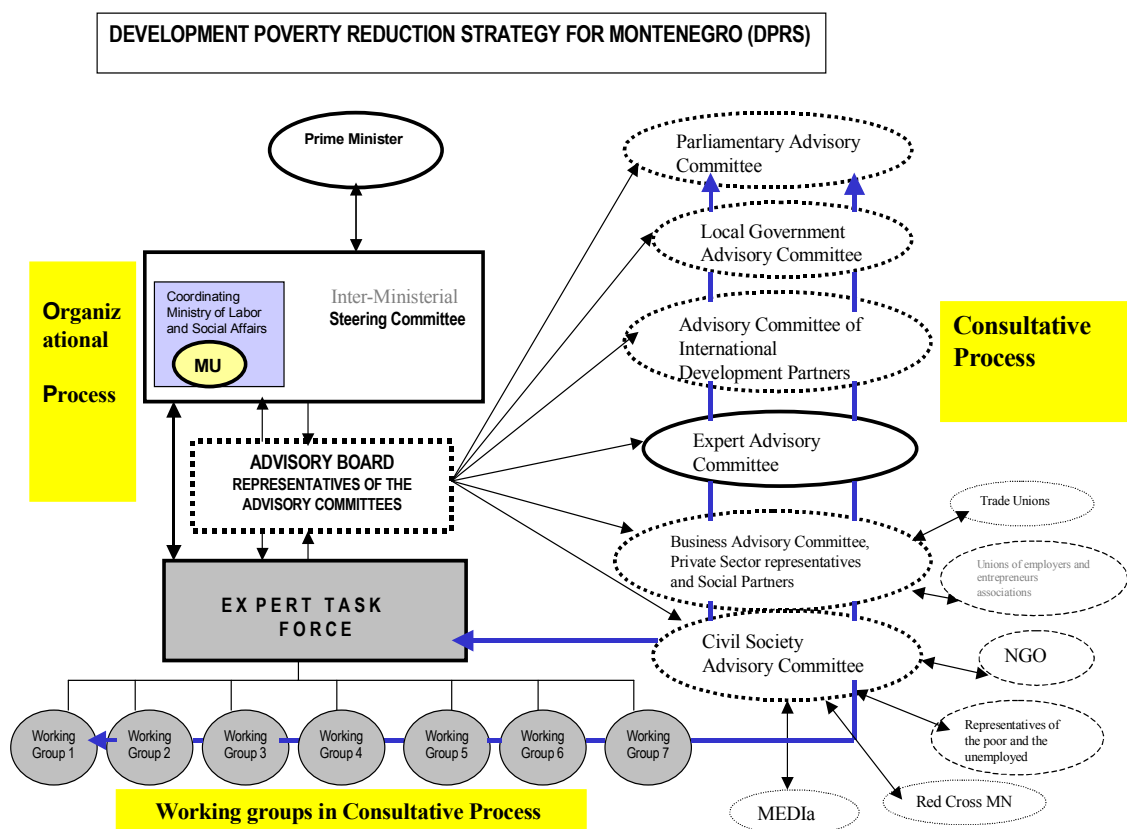 DEVELOPMENT POVERTY REDUCTION STRATEGY FOR MONTENEGRO (DPRS)
Prime Minister
Organiz
ational
Process
Coordinating
Ministry of Labor
and Social Affairs
MU
Inter-Ministerial
Steering Committee
ADVISORY BOARD
REPRESENTATIVES OF THE
ADVISORY COMMITTEES
EXPERT TASK
FORCE
Parliamentary Advisory
Committee
Local Government
Advisory Committee
Advisory Committee of
International
Development Partners
Expert Advisory
Committee
Business Advisory Committee,
Private Sector representatives
and Social Partners
Civil Society
Advisory Committee
Consultative
Process
Trade Unions
Unions of employers and
entrepreneurs
associations
NGO
Representatives of
the poor and the
unemployed
Red Cross MN
MEDIa
Working
Group 1
Working
Group 2
Working
Group 3
Working
Group 4
Working
Group 5
Working
Group 6
Working
Group 7
Working groups in Consultative Process